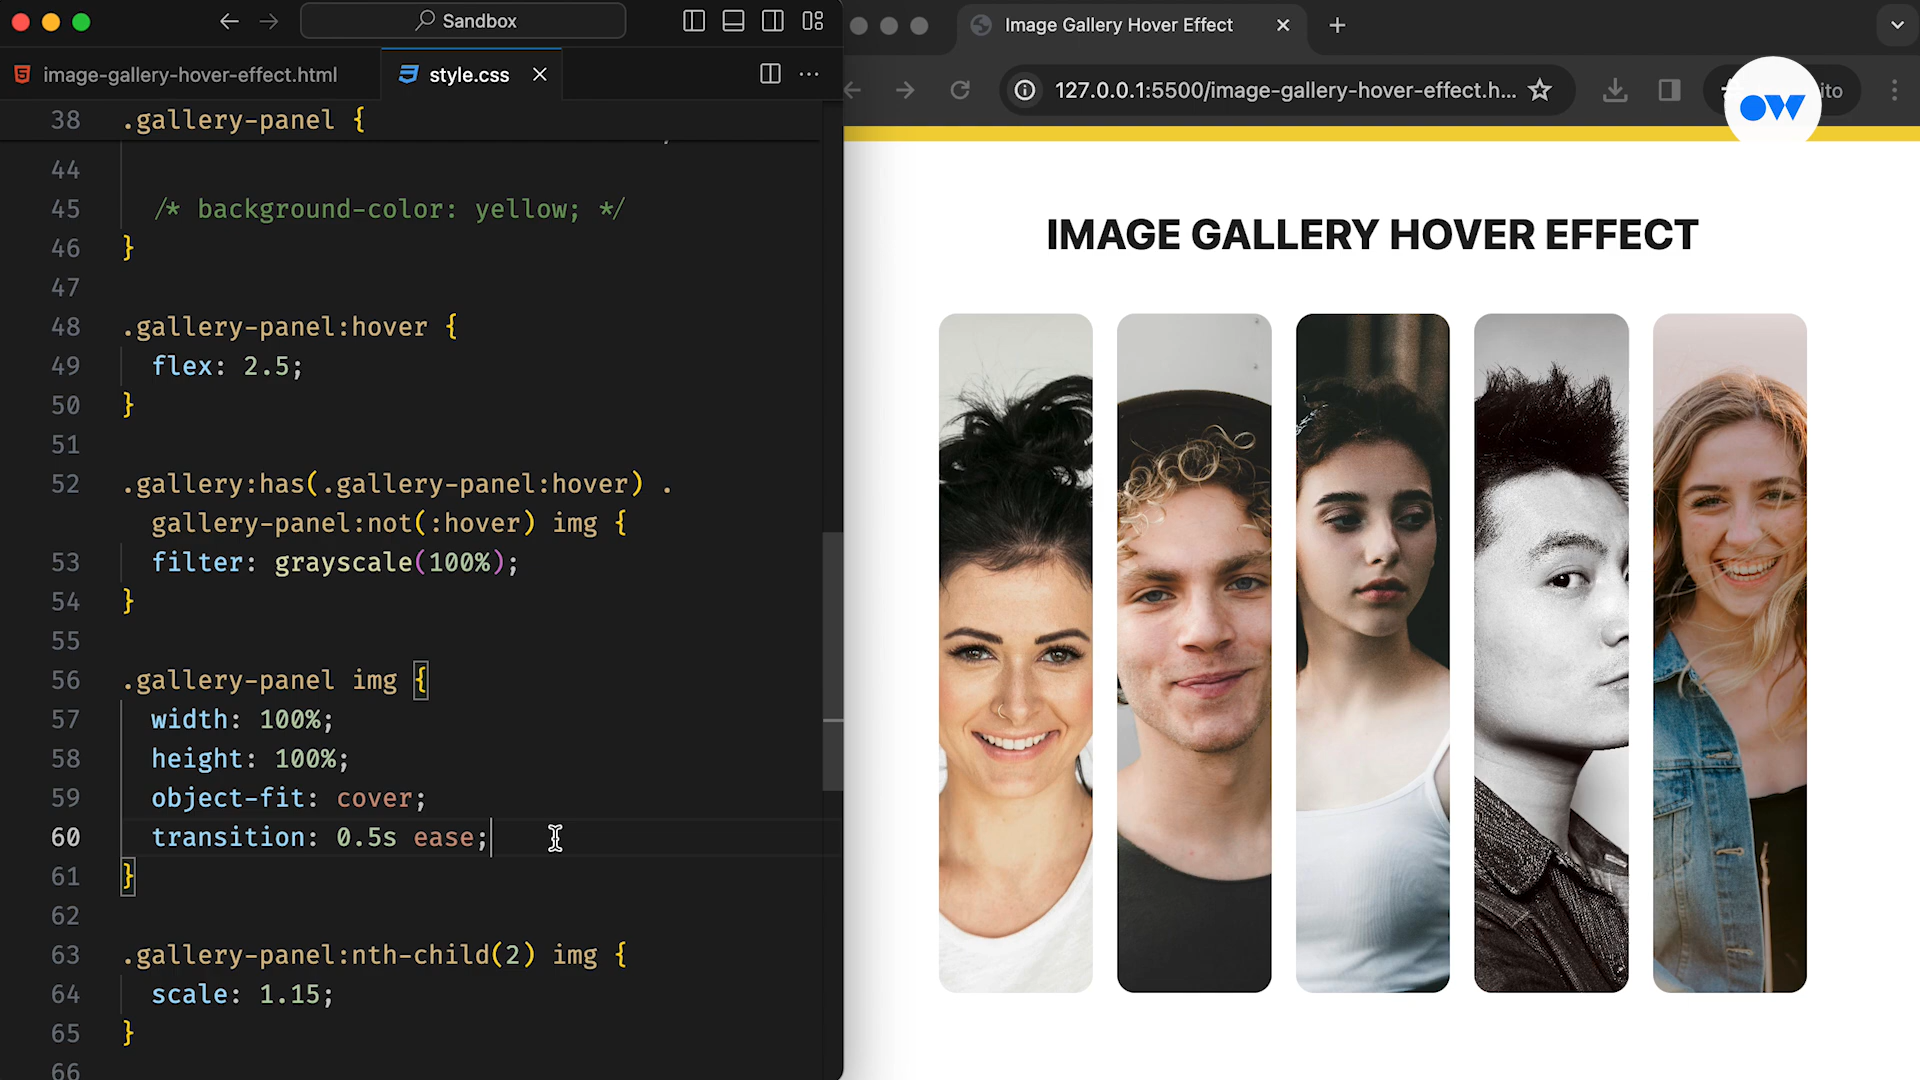 Sandbox
image-gallery-hover-effect.html
style.css
38 .gallery-panel {
44
45 /* background-color: yellow; */
46 }
47
48 .gallery-panel:hover {
49 flex: 2.5;
50 }
51
52 .gallery:has(.gallery-panel:hover) .
gallery-panel:not(:hover) img {
53 filter: grayscale(100%);
54 }
55
56 .gallery-panel img {
57 width: 100%;
58 height: 100%;
59 object-fit: cover;
60 transition: 0.5s ease;
61 }
62
63 .gallery-panel:nth-child(2) img {
64 scale: 1.15;
65 }
66
Image Gallery Hover Effect
127.0.0.1:5500/image-gallery-hover-effect.h...
ito
OW
IMAGE GALLERY HOVER EFFECT